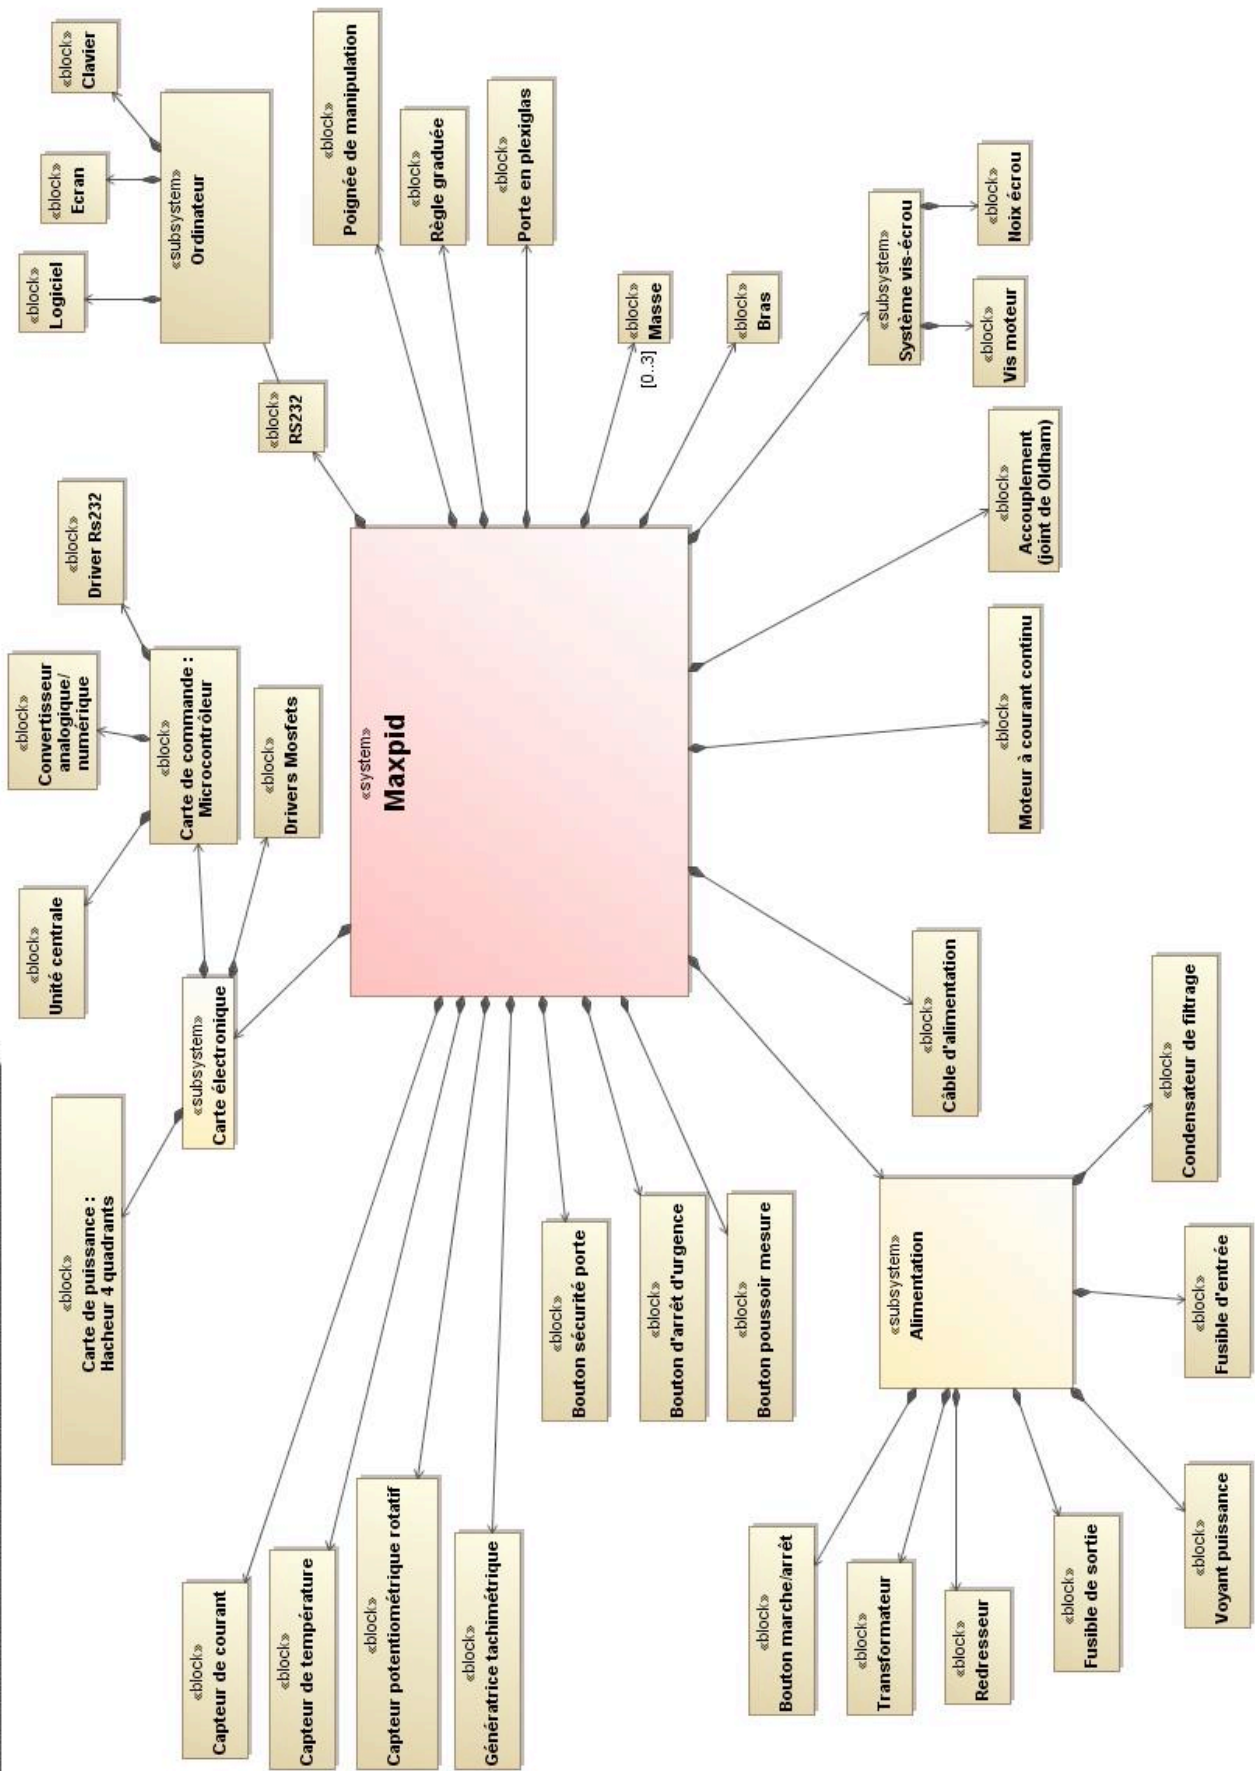 «block»
Carte de puissance :
Hacheur 4 quadrants
«block»
Unité centrale
«block»
Convertisseur
analogique/
numérique
«block»
Driver Rs232
«block»
Logiciel
«block»
Ecran
«block»
Clavier
«subsystem»
Carte électronique
«block»
Carte de commande :
Microcontrôleur
«block»
Drivers Mosfets
«subsystem»
Ordinateur
«block»
RS232
«block»
Capteur de courant
«block»
Capteur de température
«block»
Capteur potentiométrique rotatif
«block»
Génératrice tachimétrique
«system»
Maxpid
«block»
Poignée de manipulation
«block»
Règle graduée
«block»
Porte en plexiglas
«block»
Bouton sécurité porte
«block»
Bouton d'arrêt d'urgence
«block»
Bouton poussoir mesure
«block»
Masse
[0..3]
«block»
Bras
«block»
Bouton marche/arrêt
«block»
Transformateur
«block»
Redresseur
«block»
Fusible de sortie
«block»
Voyant puissance
«subsystem»
Alimentation
«block»
Fusible d'entrée
«block»
Condensateur de filtrage
«block»
Câble d'alimentation
«block»
Moteur à courant continu
«block»
Accouplement
(joint de Oldham)
«subsystem»
Système vis-écrou
«block»
Vis moteur
«block»
Noix écrou